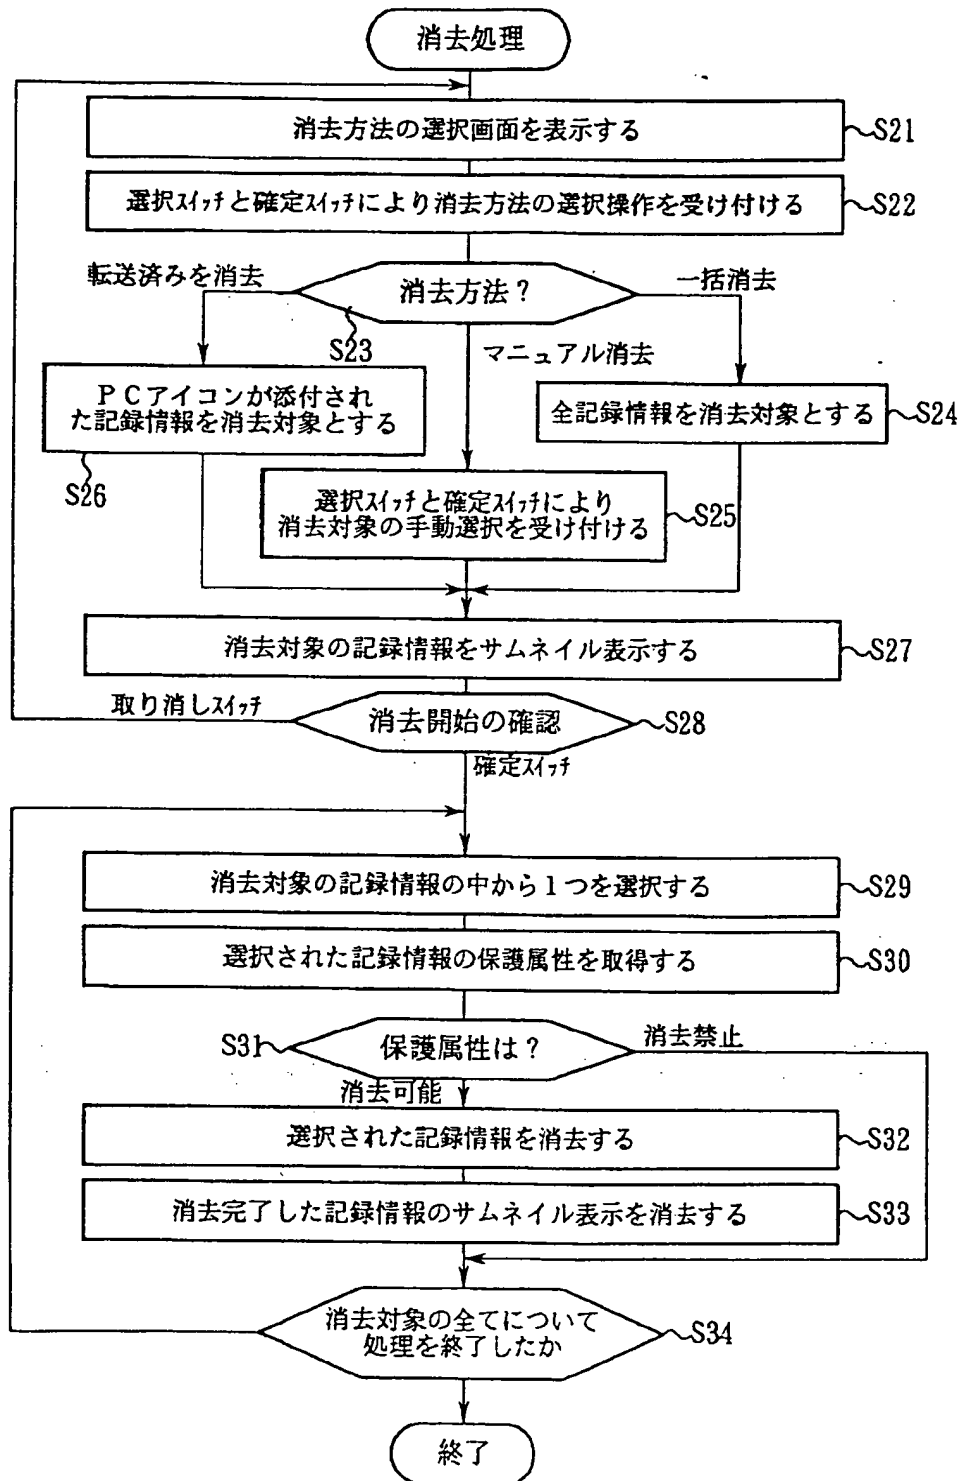 消去処理
消去方法の選択画面を表示する
S21
選択スイッチと確定スイッチにより消去方法の選択操作を受け付ける
S22
転送済みを消去
消去方法？
一括消去
S23
マニュアル消去
ＰＣアイコンが添付され
た記録情報を消去対象とする
S26
全記録情報を消去対象とする
S24
選択スイッチと確定スイッチにより
消去対象の手動選択を受け付ける
S25
消去対象の記録情報をサムネイル表示する
S27
取り消しスイッチ
消去開始の確認
S28
確定スイッチ
消去対象の記録情報の中から１つを選択する
S29
選択された記録情報の保護属性を取得する
S30
S31
保護属性は？
消去禁止
消去可能
選択された記録情報を消去する
S32
消去完了した記録情報のサムネイル表示を消去する
S33
消去対象の全てについて
処理を終了したか
S34
終了